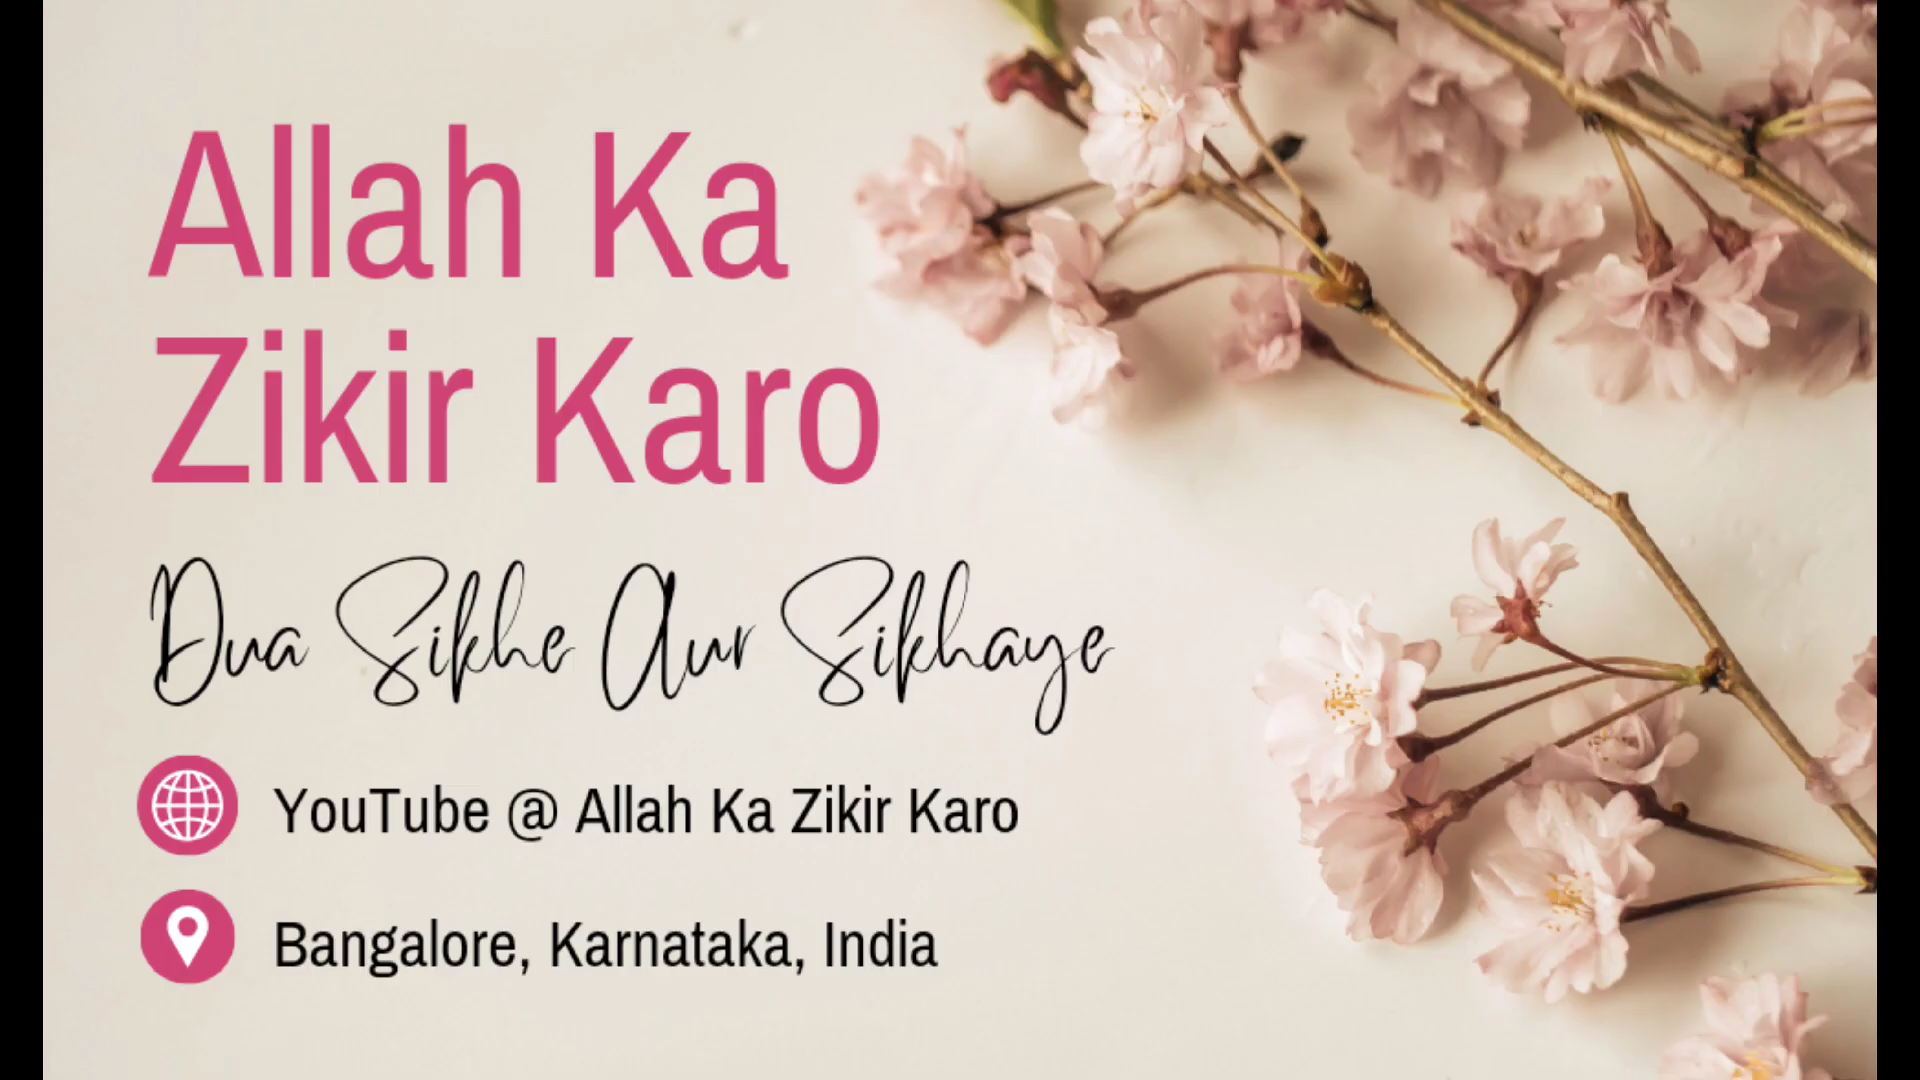 Allah Ka
Zikir Karo
Dua Sikhe Aur Sikhaye
YouTube @ Allah Ka Zikir Karo
Bangalore, Karnataka, India